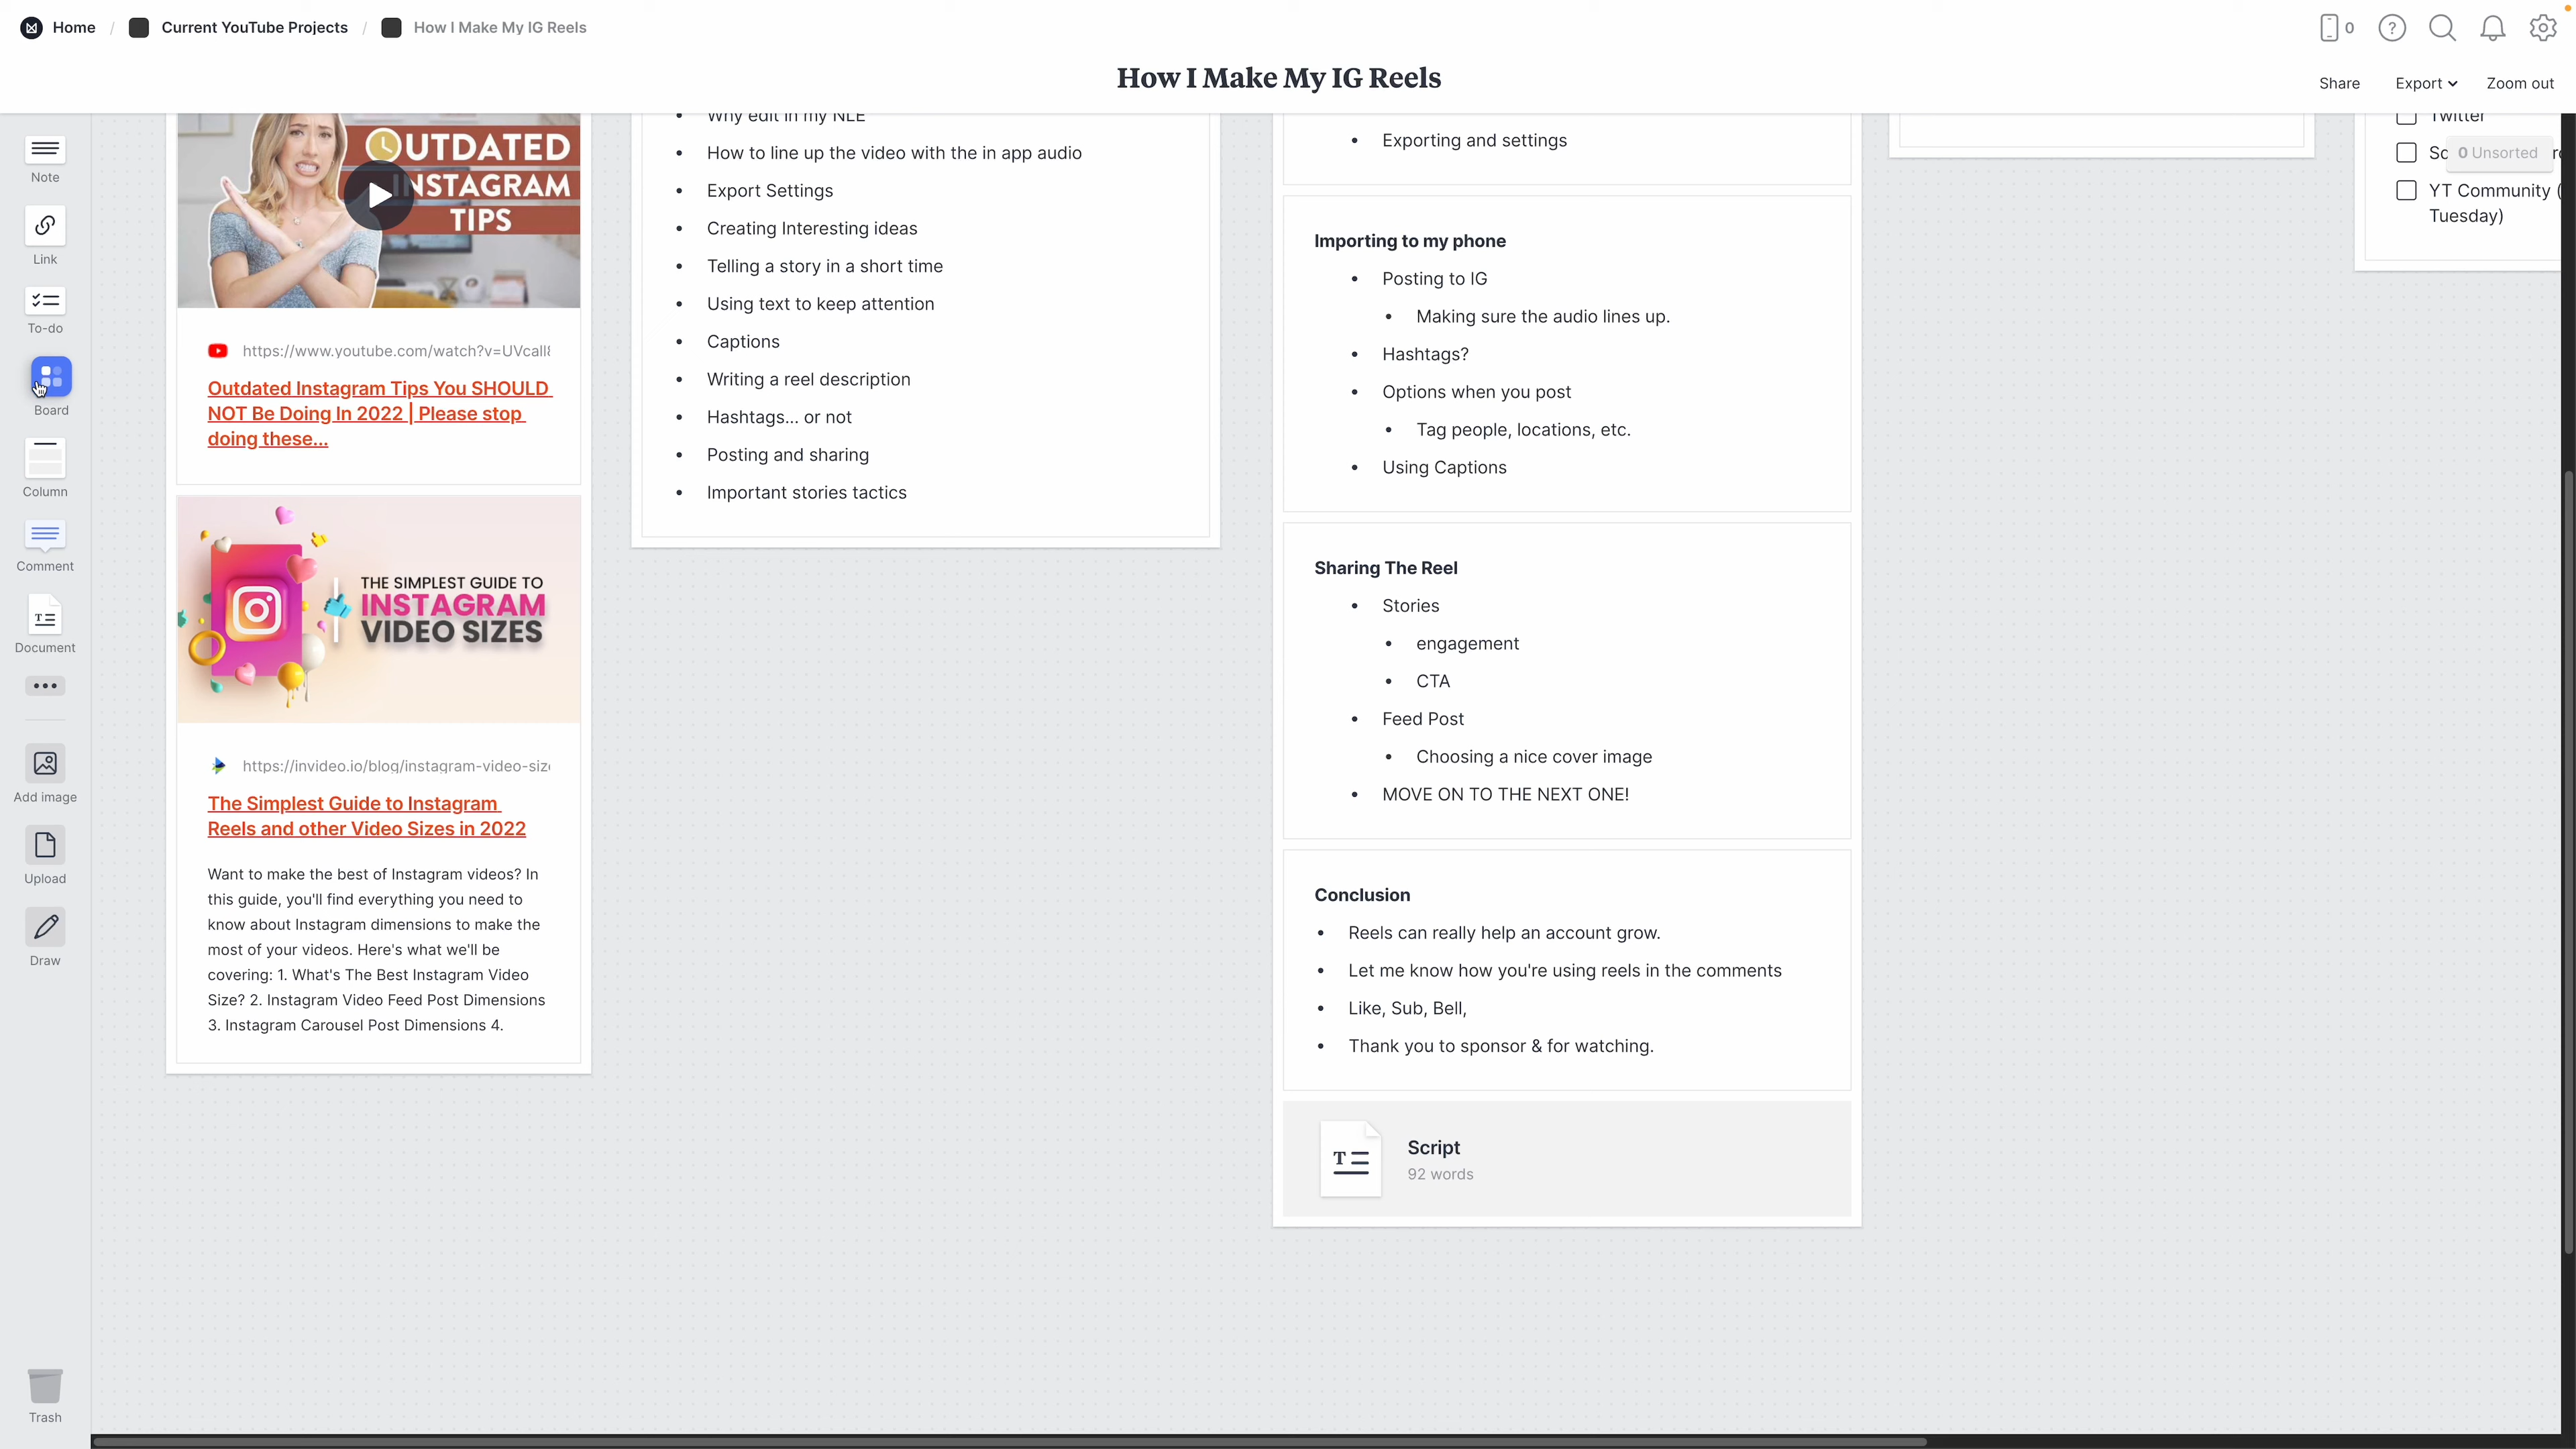 Home / Current YouTube Projects / How I Make My IG Reels
0
How I Make My IG Reels
Share Export Zoom out
Note
Link
To-do
Board
Column
Comment
Document
Add image
Upload
Draw
Trash
OUTDATED
INSTAGRAM
TIPS
https://www.youtube.com/watch?v=UVcall
Outdated Instagram Tips You SHOULD
NOT Be Doing In 2022 | Please stop
doing these...
THE SIMPLEST GUIDE TO
INSTAGRAM
VIDEO SIZES
https://invideo.io/blog/instagram-video-siz
The Simplest Guide to Instagram
Reels and other Video Sizes in 2022
Want to make the best of Instagram videos? In
this guide, you'll find everything you need to
know about Instagram dimensions to make the
most of your videos. Here's what we'll be
covering: 1. What's The Best Instagram Video
Size? 2. Instagram Video Feed Post Dimensions
3. Instagram Carousel Post Dimensions 4.
• Why edit in my NLE
• How to line up the video with the in app audio
• Export Settings
• Creating Interesting ideas
• Telling a story in a short time
• Using text to keep attention
• Captions
• Writing a reel description
• Hashtags... or not
• Posting and sharing
• Important stories tactics
• Exporting and settings
Importing to my phone
• Posting to IG
• Making sure the audio lines up.
• Hashtags?
• Options when you post
• Tag people, locations, etc.
• Using Captions
Sharing The Reel
• Stories
• engagement
• CTA
• Feed Post
• Choosing a nice cover image
• MOVE ON TO THE NEXT ONE!
Conclusion
• Reels can really help an account grow.
• Let me know how you're using reels in the comments
• Like, Sub, Bell,
• Thank you to sponsor & for watching.
Script
92 words
Twitter
0 Unsorted
YT Community (
Tuesday)